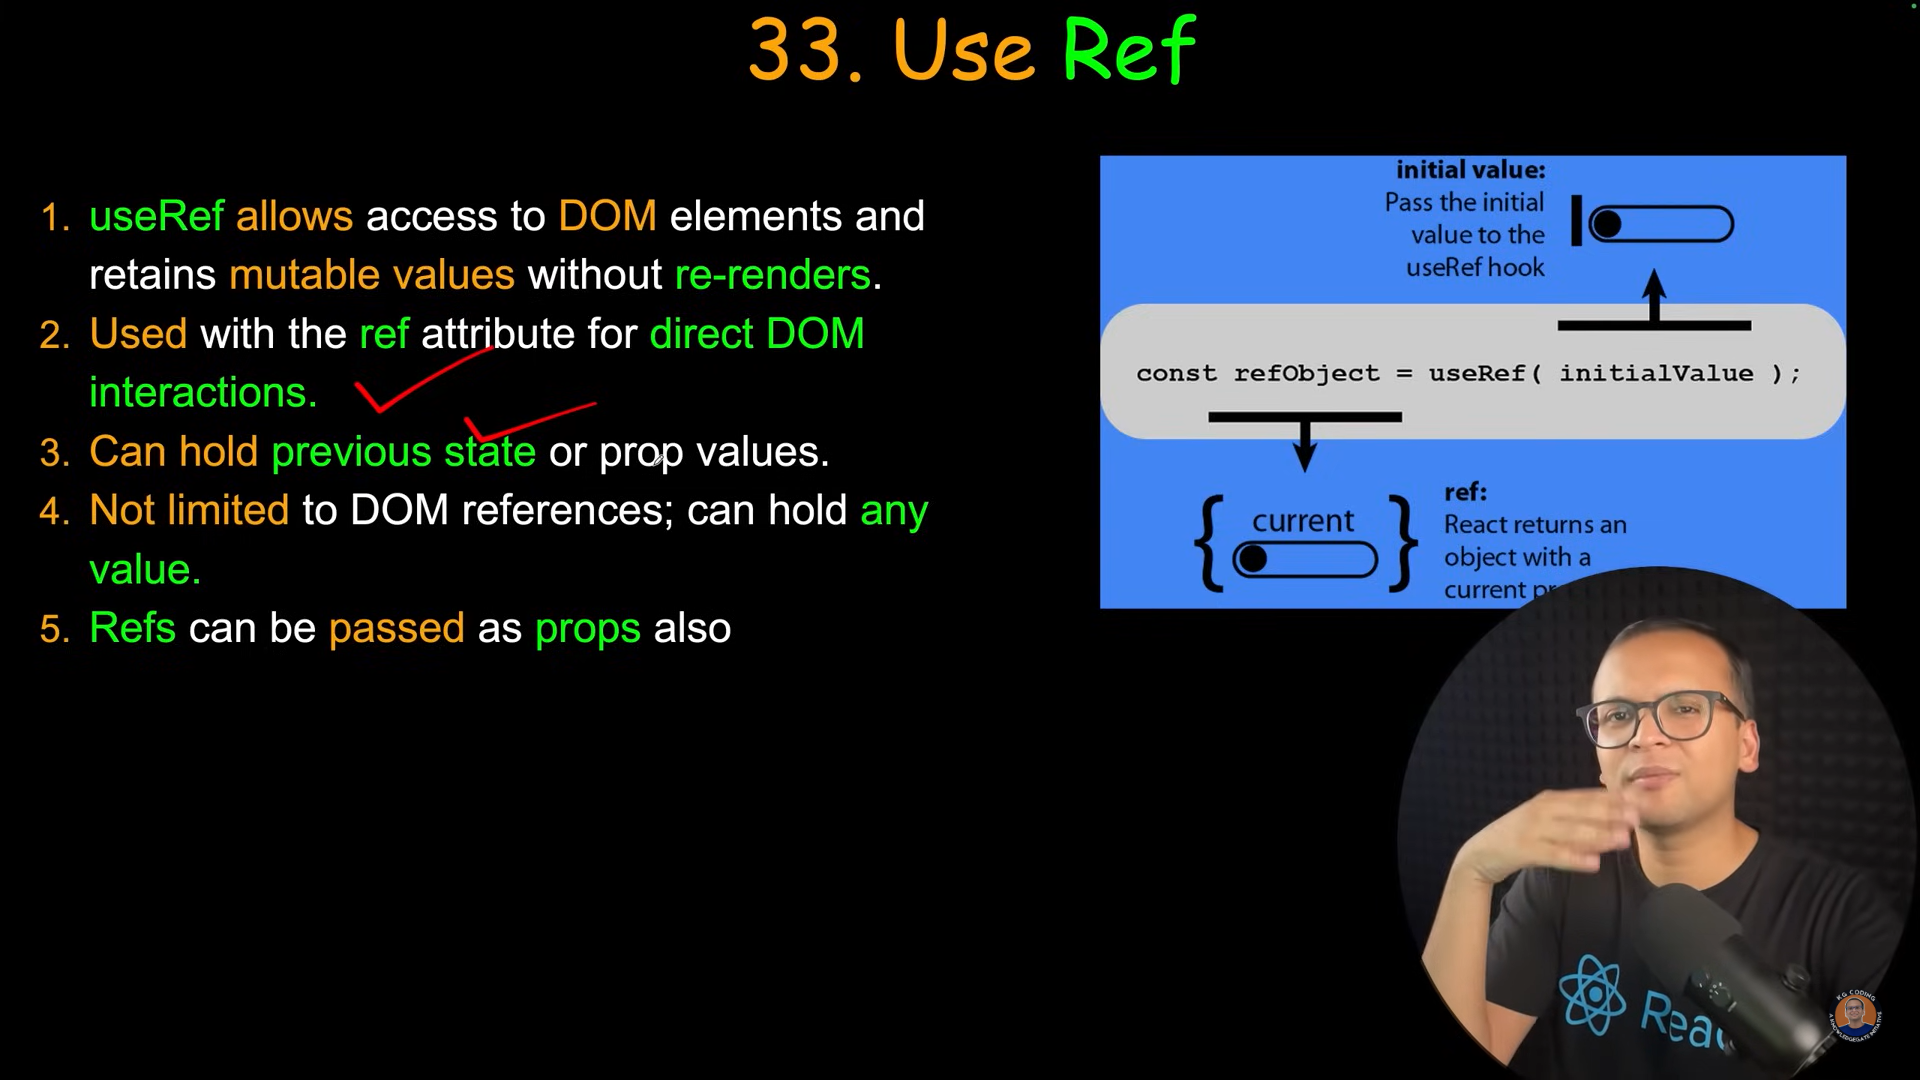 33. Use Ref
1. useRef allows access to DOM elements and
retains mutable values without re-renders.
2. Used with the ref attribute for direct DOM
interactions.
3. Can hold previous state or prop values.
4. Not limited to DOM references; can hold any
value.
5. Refs can be passed as props also
initial value:
Pass the initial
value to the
useRef hook
const refObject = useRef( initialValue );
{ current }
ref:
React returns an
object with a
current
Rea
KG CODING